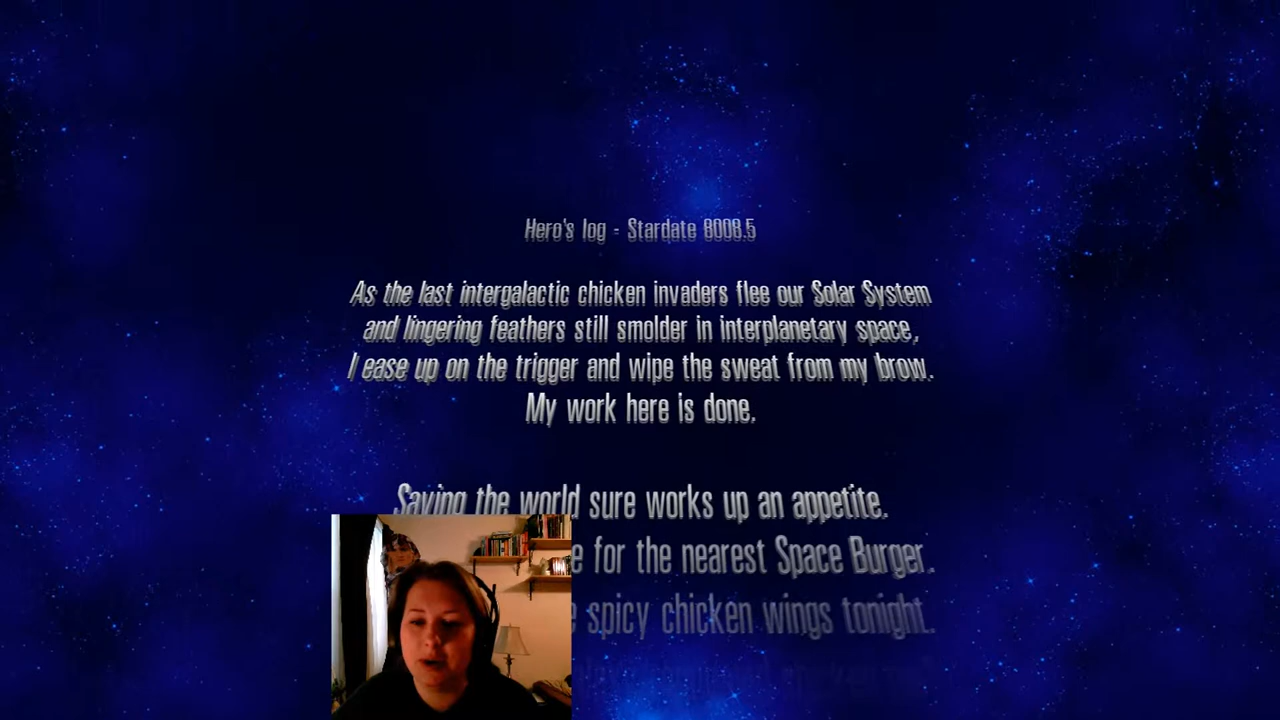 Hero's log - Stardate 8008.5
As the last intergalactic chicken invaders flee our Solar System
and lingering feathers still smolder in interplanetary space,
I ease up on the trigger and wipe the sweat from my brow.
My work here is done.
Saving the world sure works up an appetite.
for the nearest Space Burger.
spicy chicken wings tonight.